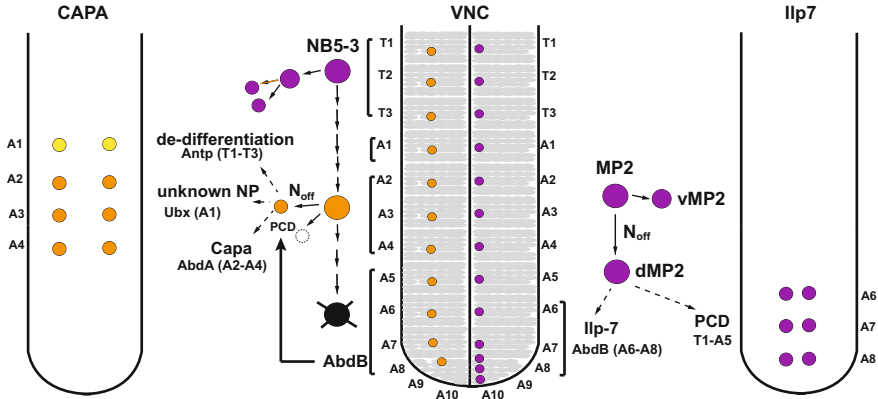 CAPA
A1
A2
A3
A4
NB5-3
de-differentiation
Antp (T1-T3)
unknown NP
Ubx (A1)
Noff
PCD
Capa
AbdA (A2-A4)
AbdB
VNC
T1
T2
T3
A1
A2
A3
A4
A5
A6
A7
A8
A9
A10
T1
T2
T3
A1
A2
A3
A4
A5
A6
A7
A8
A9
A10
MP2
vMP2
Noff
dMP2
Ilp-7
AbdB (A6-A8)
PCD
T1-A5
Ilp7
A6
A7
A8